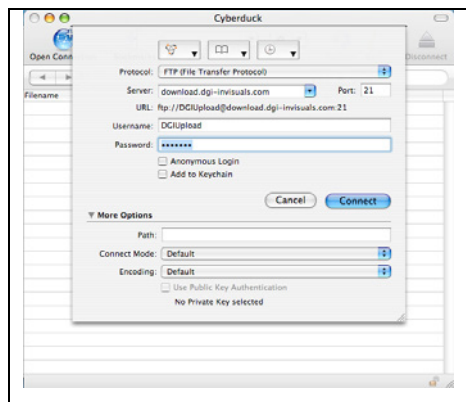 Cyberduck
Open Conn
Disconnect
Filename
Protocol: FTP (File Transfer Protocol)
Server: download.dgi-invisuals.com Port: 21
URL: ftp://DGIUpload@download.dgi-invisuals.com:21
Username: DGIUpload
Password: •••••••
Anonymous Login
Add to Keychain
Cancel Connect
More Options
Path:
Connect Mode: Default
Encoding: Default
Use Public Key Authentication
No Private Key selected